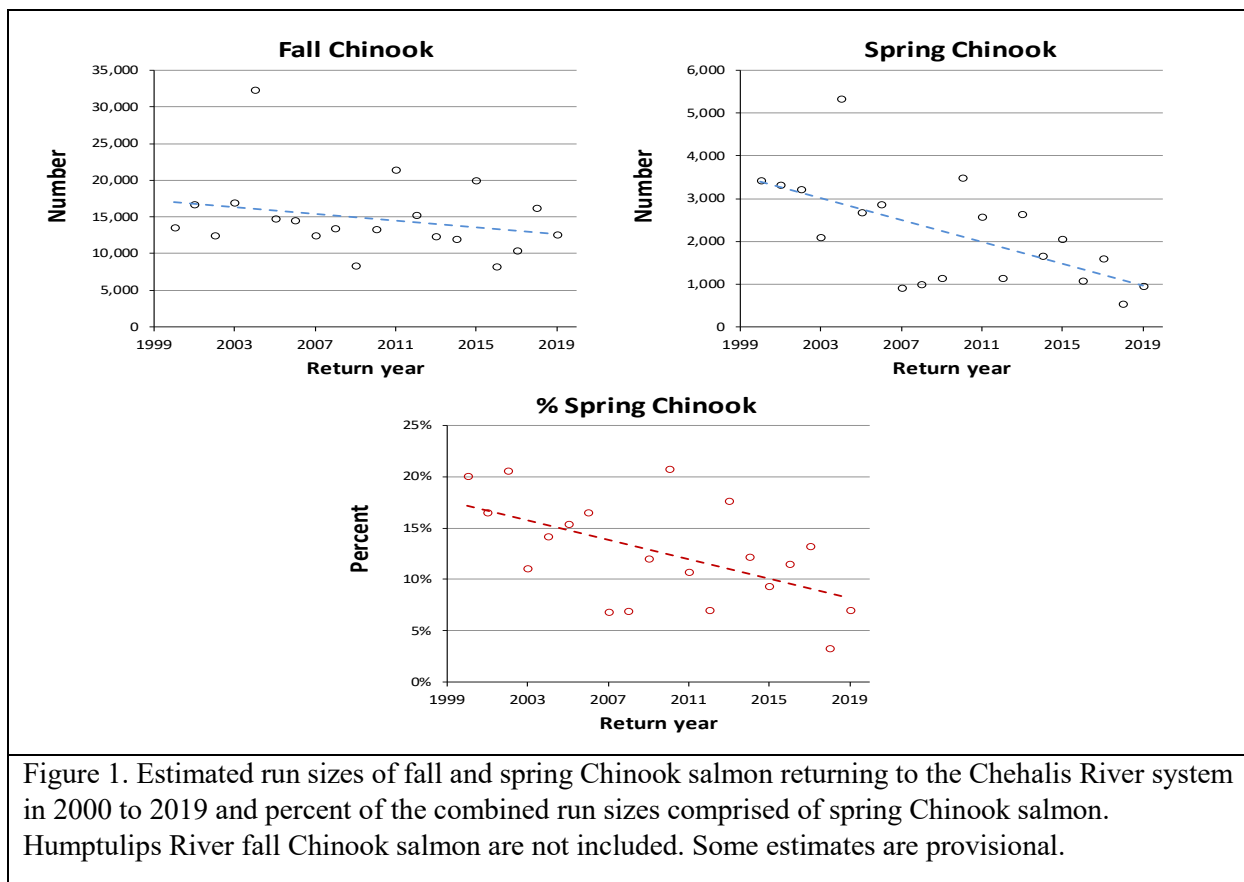 Fall Chinook
35,000
30,000
25,000
20,000
15,000
10,000
5,000
0
Number
1999 2003 2007 2011 2015 2019
Return year
Spring Chinook
6,000
5,000
4,000
3,000
2,000
1,000
0
Number
1999 2003 2007 2011 2015 2019
Return year
% Spring Chinook
25%
20%
15%
10%
5%
0%
Percent
1999 2003 2007 2011 2015 2019
Return year
Figure 1. Estimated run sizes of fall and spring Chinook salmon returning to the Chehalis River system
in 2000 to 2019 and percent of the combined run sizes comprised of spring Chinook salmon.
Humptulips River fall Chinook salmon are not included. Some estimates are provisional.